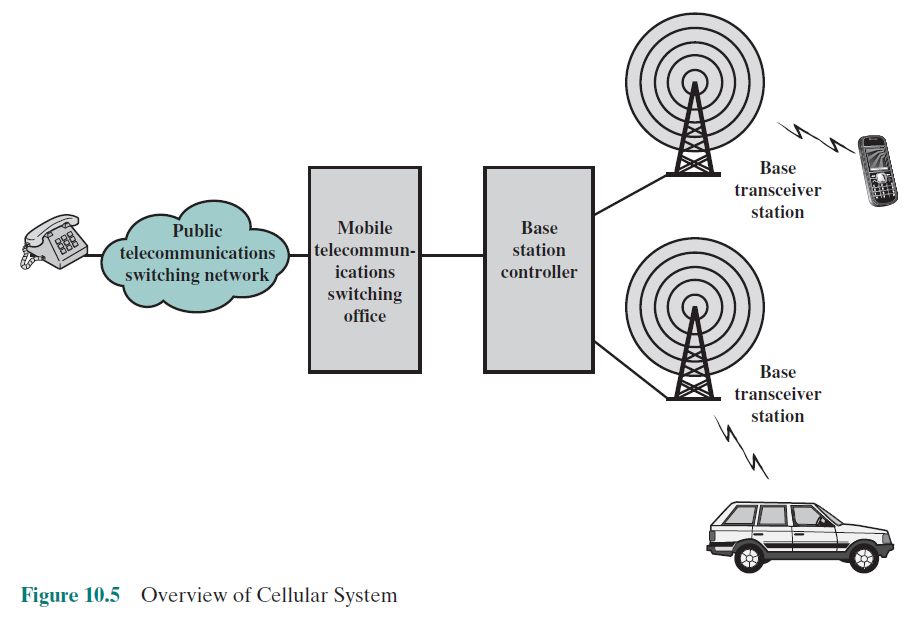 Public
telecommunications
switching network
Mobile
telecommun-
ications
switching
office
Base
station
controller
Base
transceiver
station
Base
transceiver
station
Figure 10.5 Overview of Cellular System